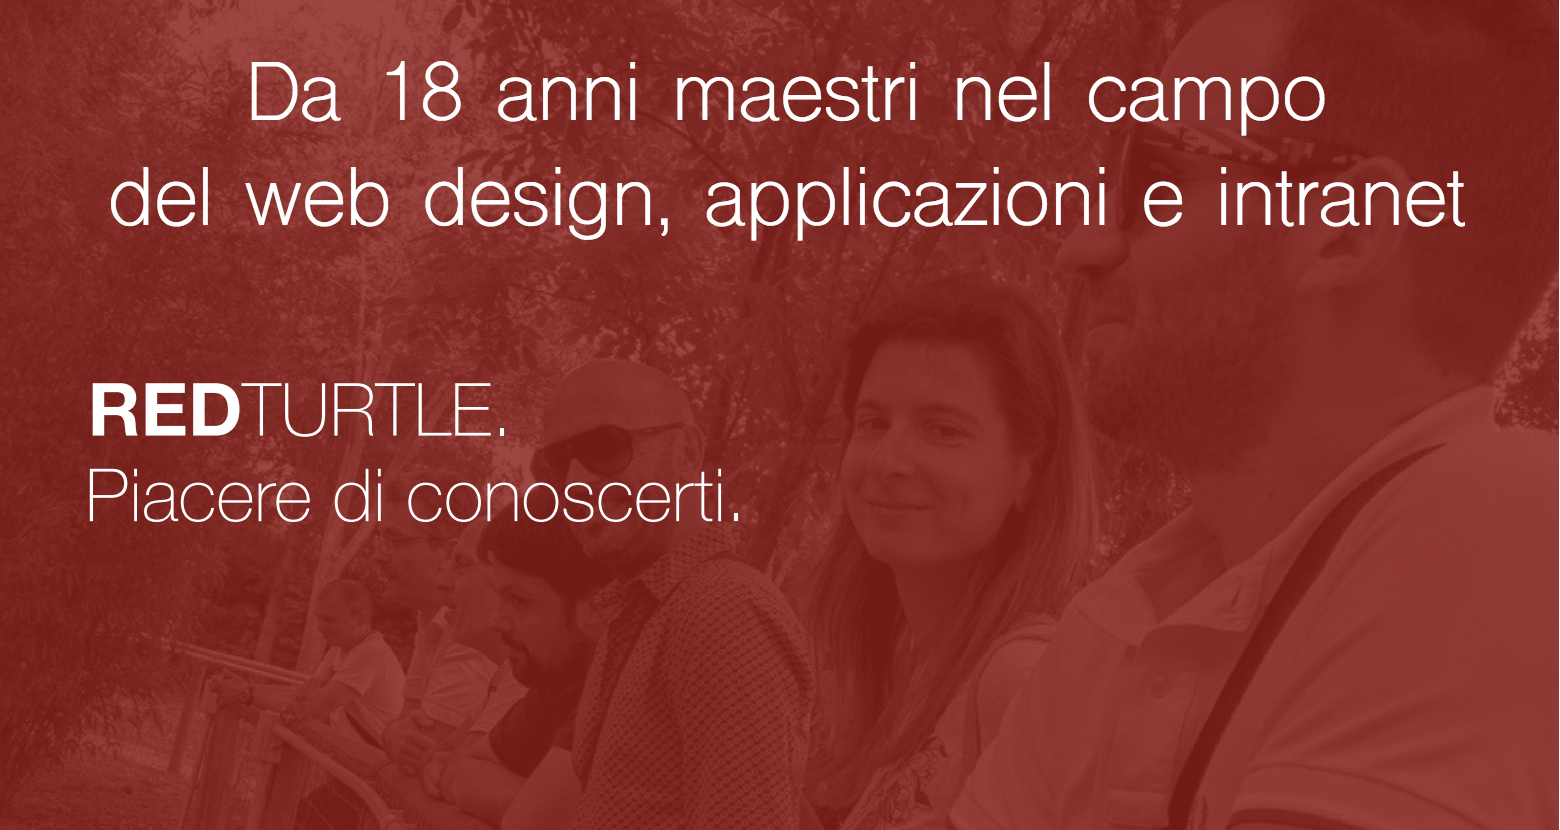 Da 18 anni maestri nel campo
del web design, applicazioni e intranet
REDTURTLE.
Piacere di conoscerti.